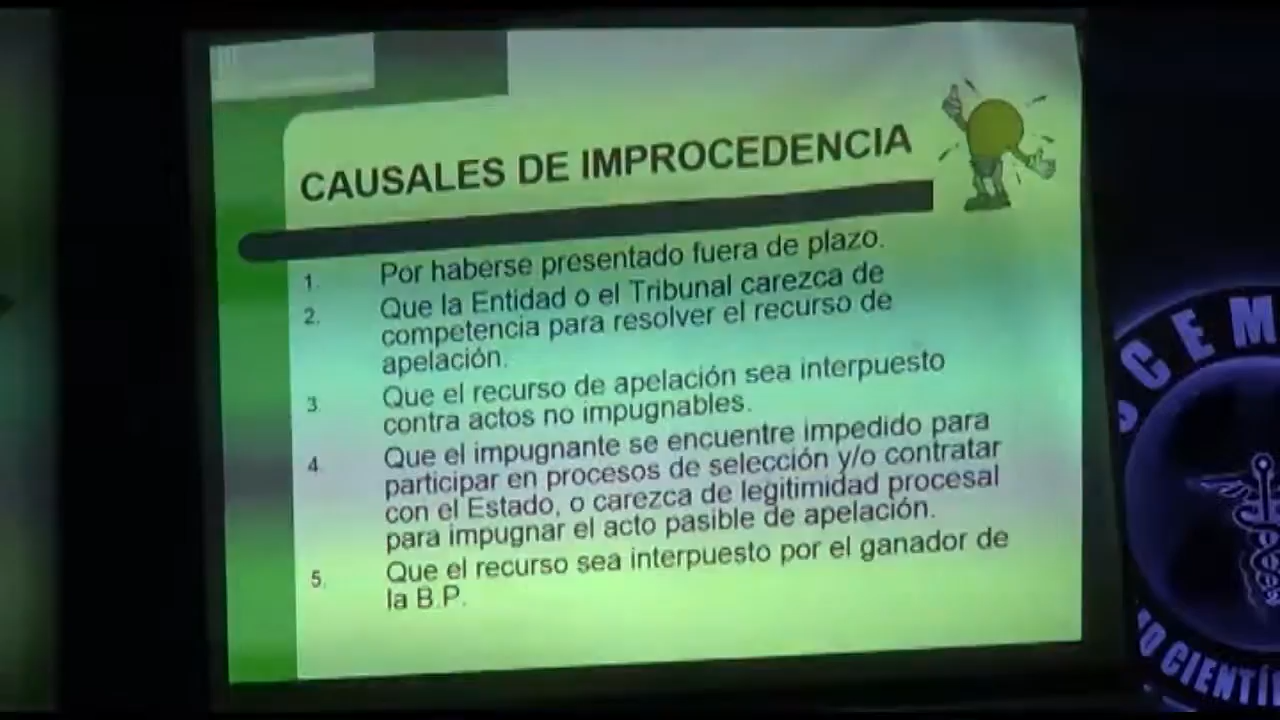 CAUSALES DE IMPROCEDENCIA
1. Por haberse presentado fuera de plazo.
2. Que la Entidad o el Tribunal carezca de
competencia para resolver el recurso de
apelación.
3. Que el recurso de apelación sea interpuesto
contra actos no impugnables.
4. Que el impugnante se encuentre impedido para
participar en procesos de selección y/o contratar
con el Estado, o carezca de legitimidad procesal
para impugnar el acto pasible de apelación.
5. Que el recurso sea interpuesto por el ganador de
la B.P.